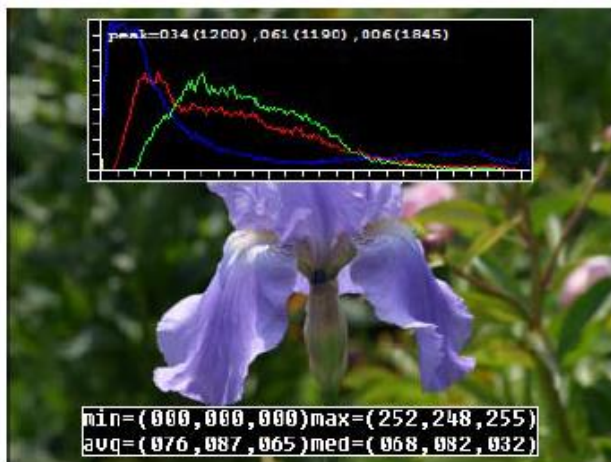 peak=034(1200),061(1190),006(1845)
min=(000,000,000)max=(252,248,255)
avg=(076,087,065)med=(068,082,032)